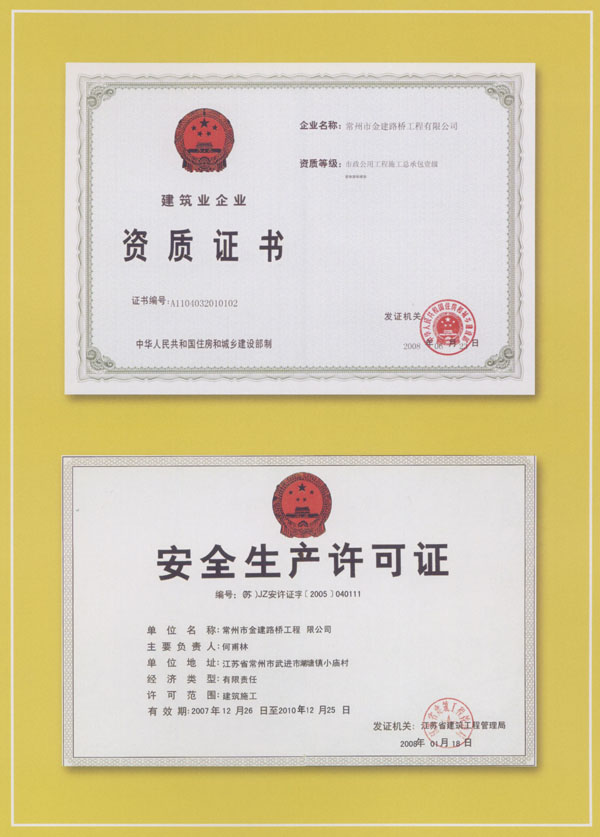 企业名称：常州市金建路桥工程有限公司
资质等级：市政公用工程施工总承包壹级
*****
建筑业企业
资质证书
证书编号：A1104032010102
发证机关
2008 年 06 月 日
中华人民共和国住房和城乡建设部制
安全生产许可证
编号：(苏)JZ安许证字〔2005〕040111
单位名称：常州市金建路桥工程 限公司
主要负责人：何甫林
单位地址：江苏省常州市武进市 塘镇小庙村
经济类型：有限责任
许可范围：建筑施工
有效期：2007年12月26日至2010年12月25日
发证机关：江苏省建筑工程管理局
2008年 01月18日